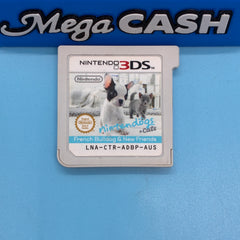 Mega CASH
NINTENDO 3DS
Nintendo
nintendogs
+cats
French Bulldog & New Friends
LNA-CTR-ADBP-AUS